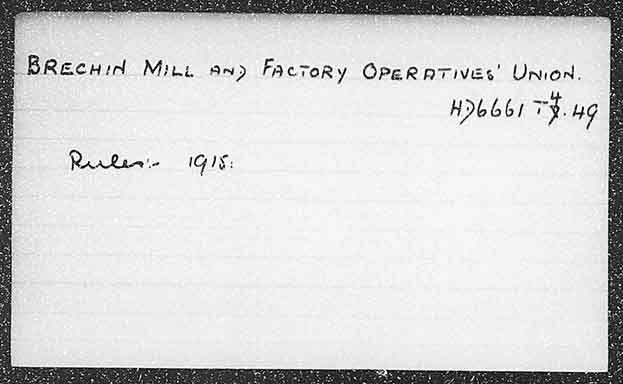 BRECHIN MILL AND FACTORY OPERATIVES' UNION.
HD6661 T4.49
Rules:- 1915.